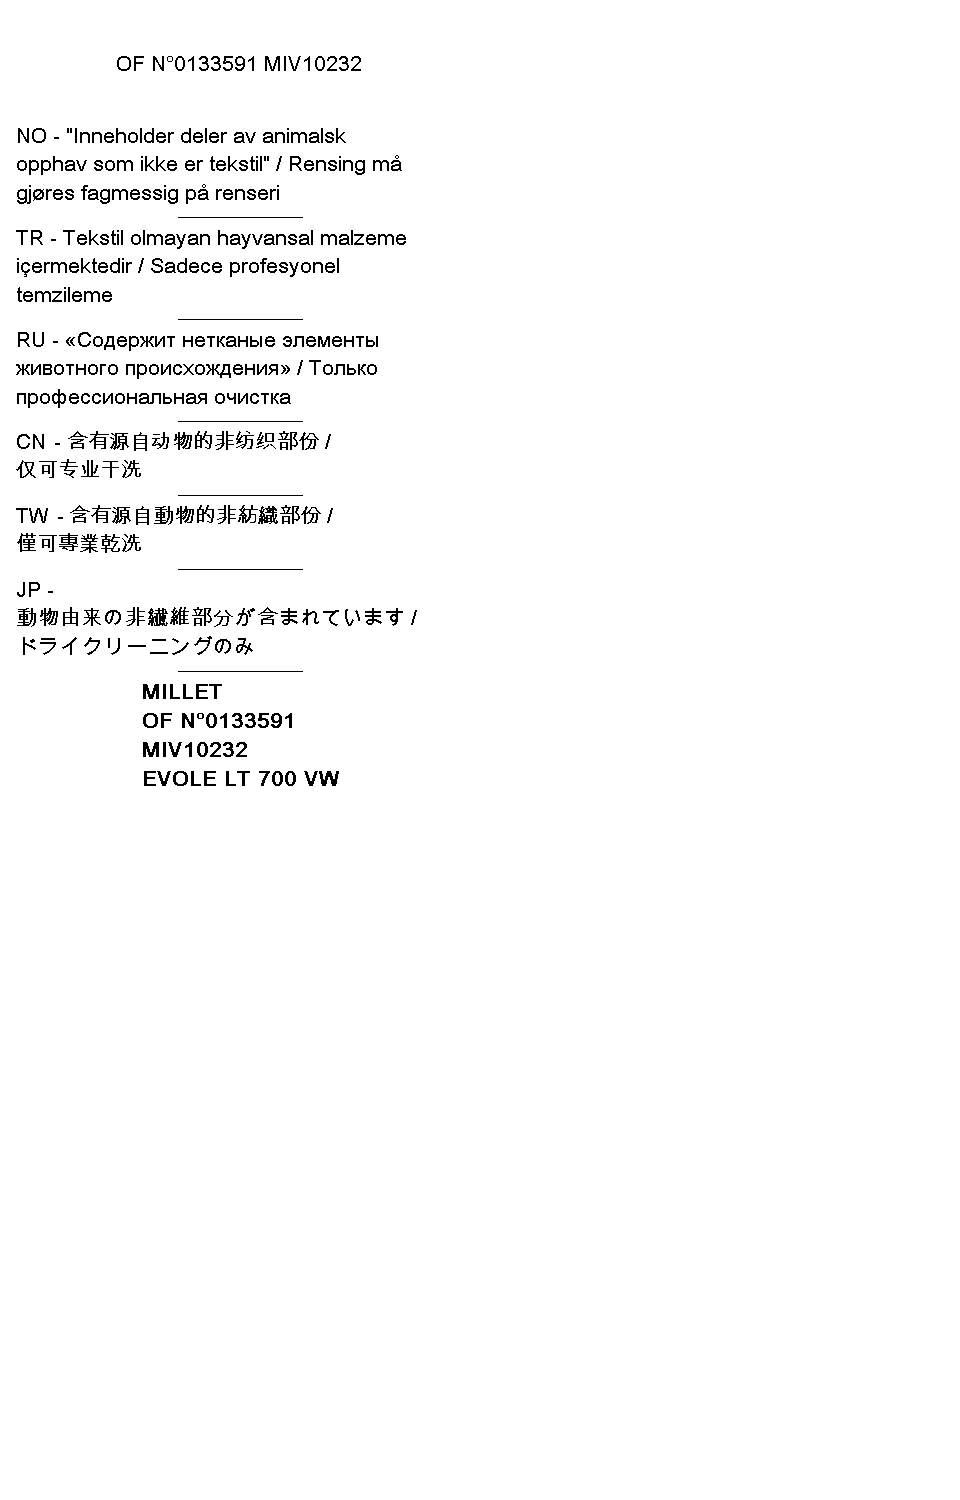 OF N°0133591 MIV10232
NO - "Inneholder deler av animalsk
opphav som ikke er tekstil" / Rensing må
gjøres fagmessig på renseri
TR - Tekstil olmayan hayvansal malzeme
içermektedir / Sadece profesyonel
temzileme
RU - «Содержит нетканые элементы
животного происхождения» / Только
профессиональная очистка
CN - 含有源自动物的非纺织部份 /
仅可专业干洗
TW - 含有源自動物的非紡織部份 /
僅可專業乾洗
JP -
動物由来の非繊維部分が含まれています /
ドライクリーニングのみ
MILLET
OF N°0133591
MIV10232
EVOLE LT 700 VW